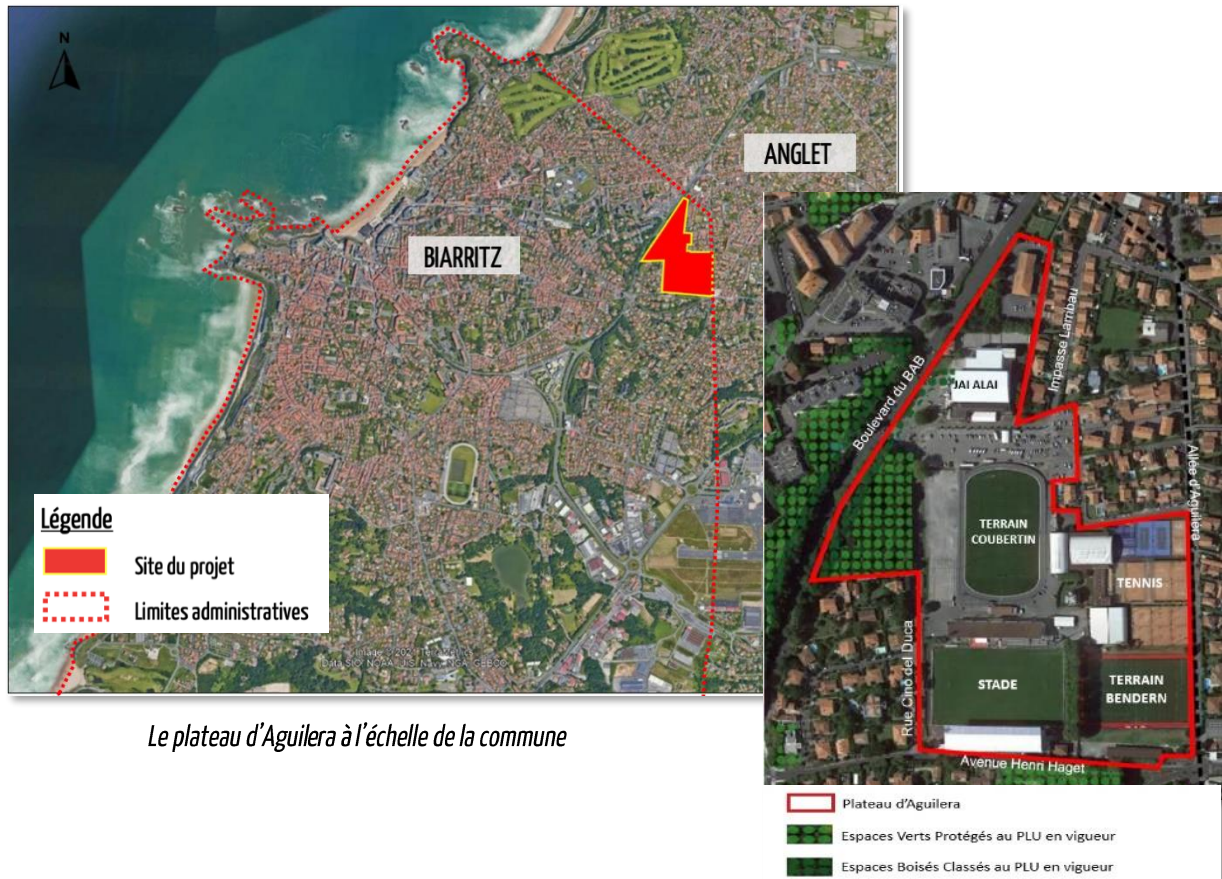 N
ANGLET
BIARRITZ
Légende
Site du projet
Limites administratives
Le plateau d'Aguilera à l'échelle de la commune
Boulevard du BAB
Impasse Lambau
JAI ALAI
Allée d'Aguilera
TERRAIN
COUBERTIN
TENNIS
Rue Cino del Duca
STADE
TERRAIN
BENDERN
Avenue Henri Haget
Plateau d'Aguilera
Espaces Verts Protégés au PLU en vigueur
Espaces Boisés Classés au PLU en vigueur